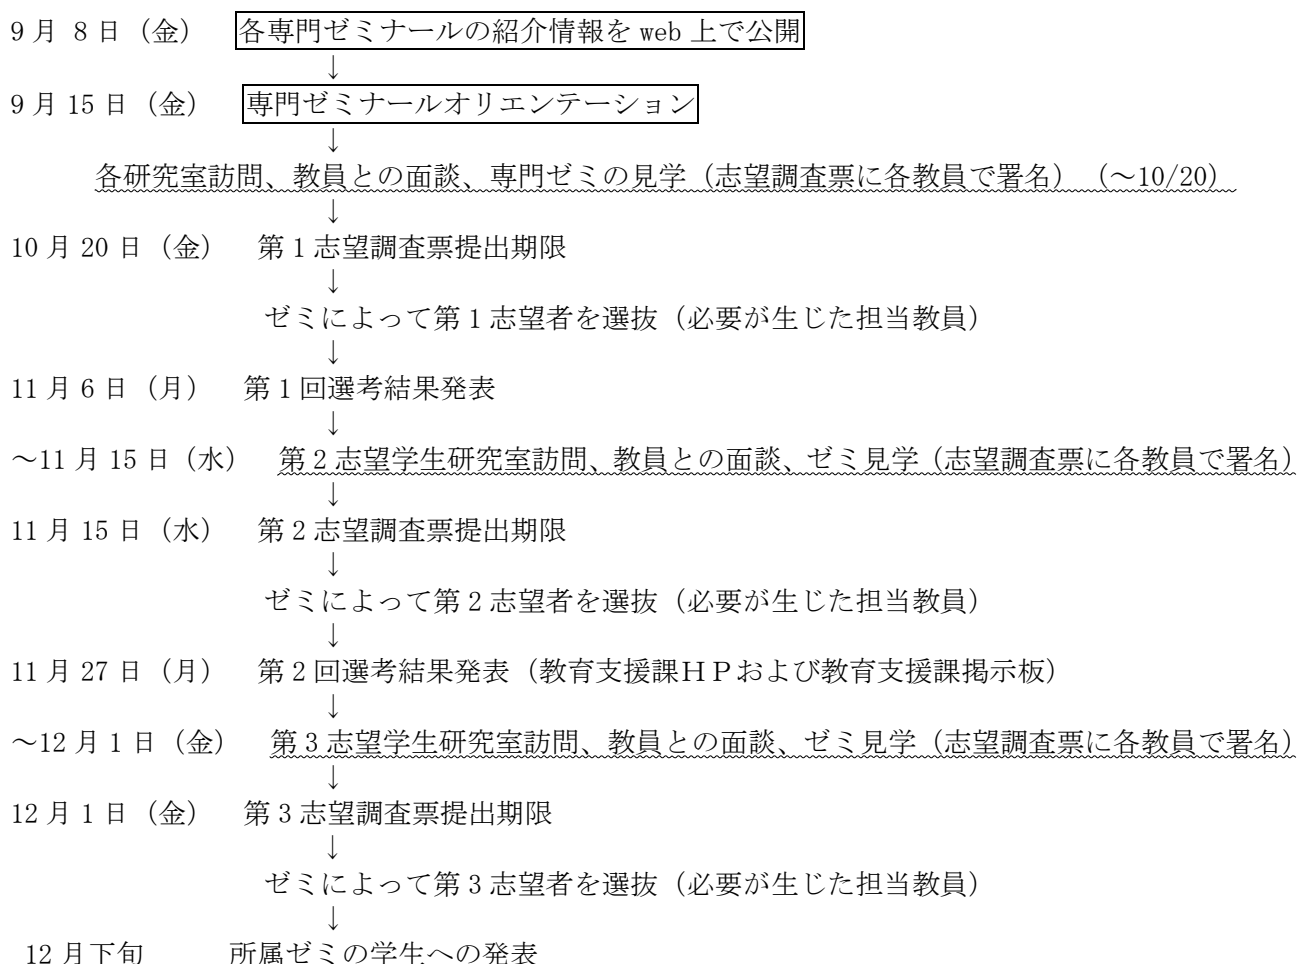 9月 8日（金） 各専門ゼミナールの紹介情報を web 上で公開
↓
9月 15日（金） 専門ゼミナールオリエンテーション
↓
各研究室訪問、教員との面談、専門ゼミの見学（志望調査票に各教員で署名）（～10/20）
↓
10月 20日（金） 第1志望調査票提出期限
↓
ゼミによって第1志望者を選抜（必要が生じた担当教員）
↓
11月6日（月） 第1回選考結果発表
↓
～11月15日（水） 第2志望学生研究室訪問、教員との面談、ゼミ見学（志望調査票に各教員で署名）
↓
11月15日（水） 第2志望調査票提出期限
↓
ゼミによって第2志望者を選抜（必要が生じた担当教員）
↓
11月27日（月） 第2回選考結果発表（教育支援課ＨＰおよび教育支援課掲示板）
↓
～12月1日（金） 第3志望学生研究室訪問、教員との面談、ゼミ見学（志望調査票に各教員で署名）
↓
12月1日（金） 第3志望調査票提出期限
↓
ゼミによって第3志望者を選抜（必要が生じた担当教員）
↓
12月下旬 所属ゼミの学生への発表